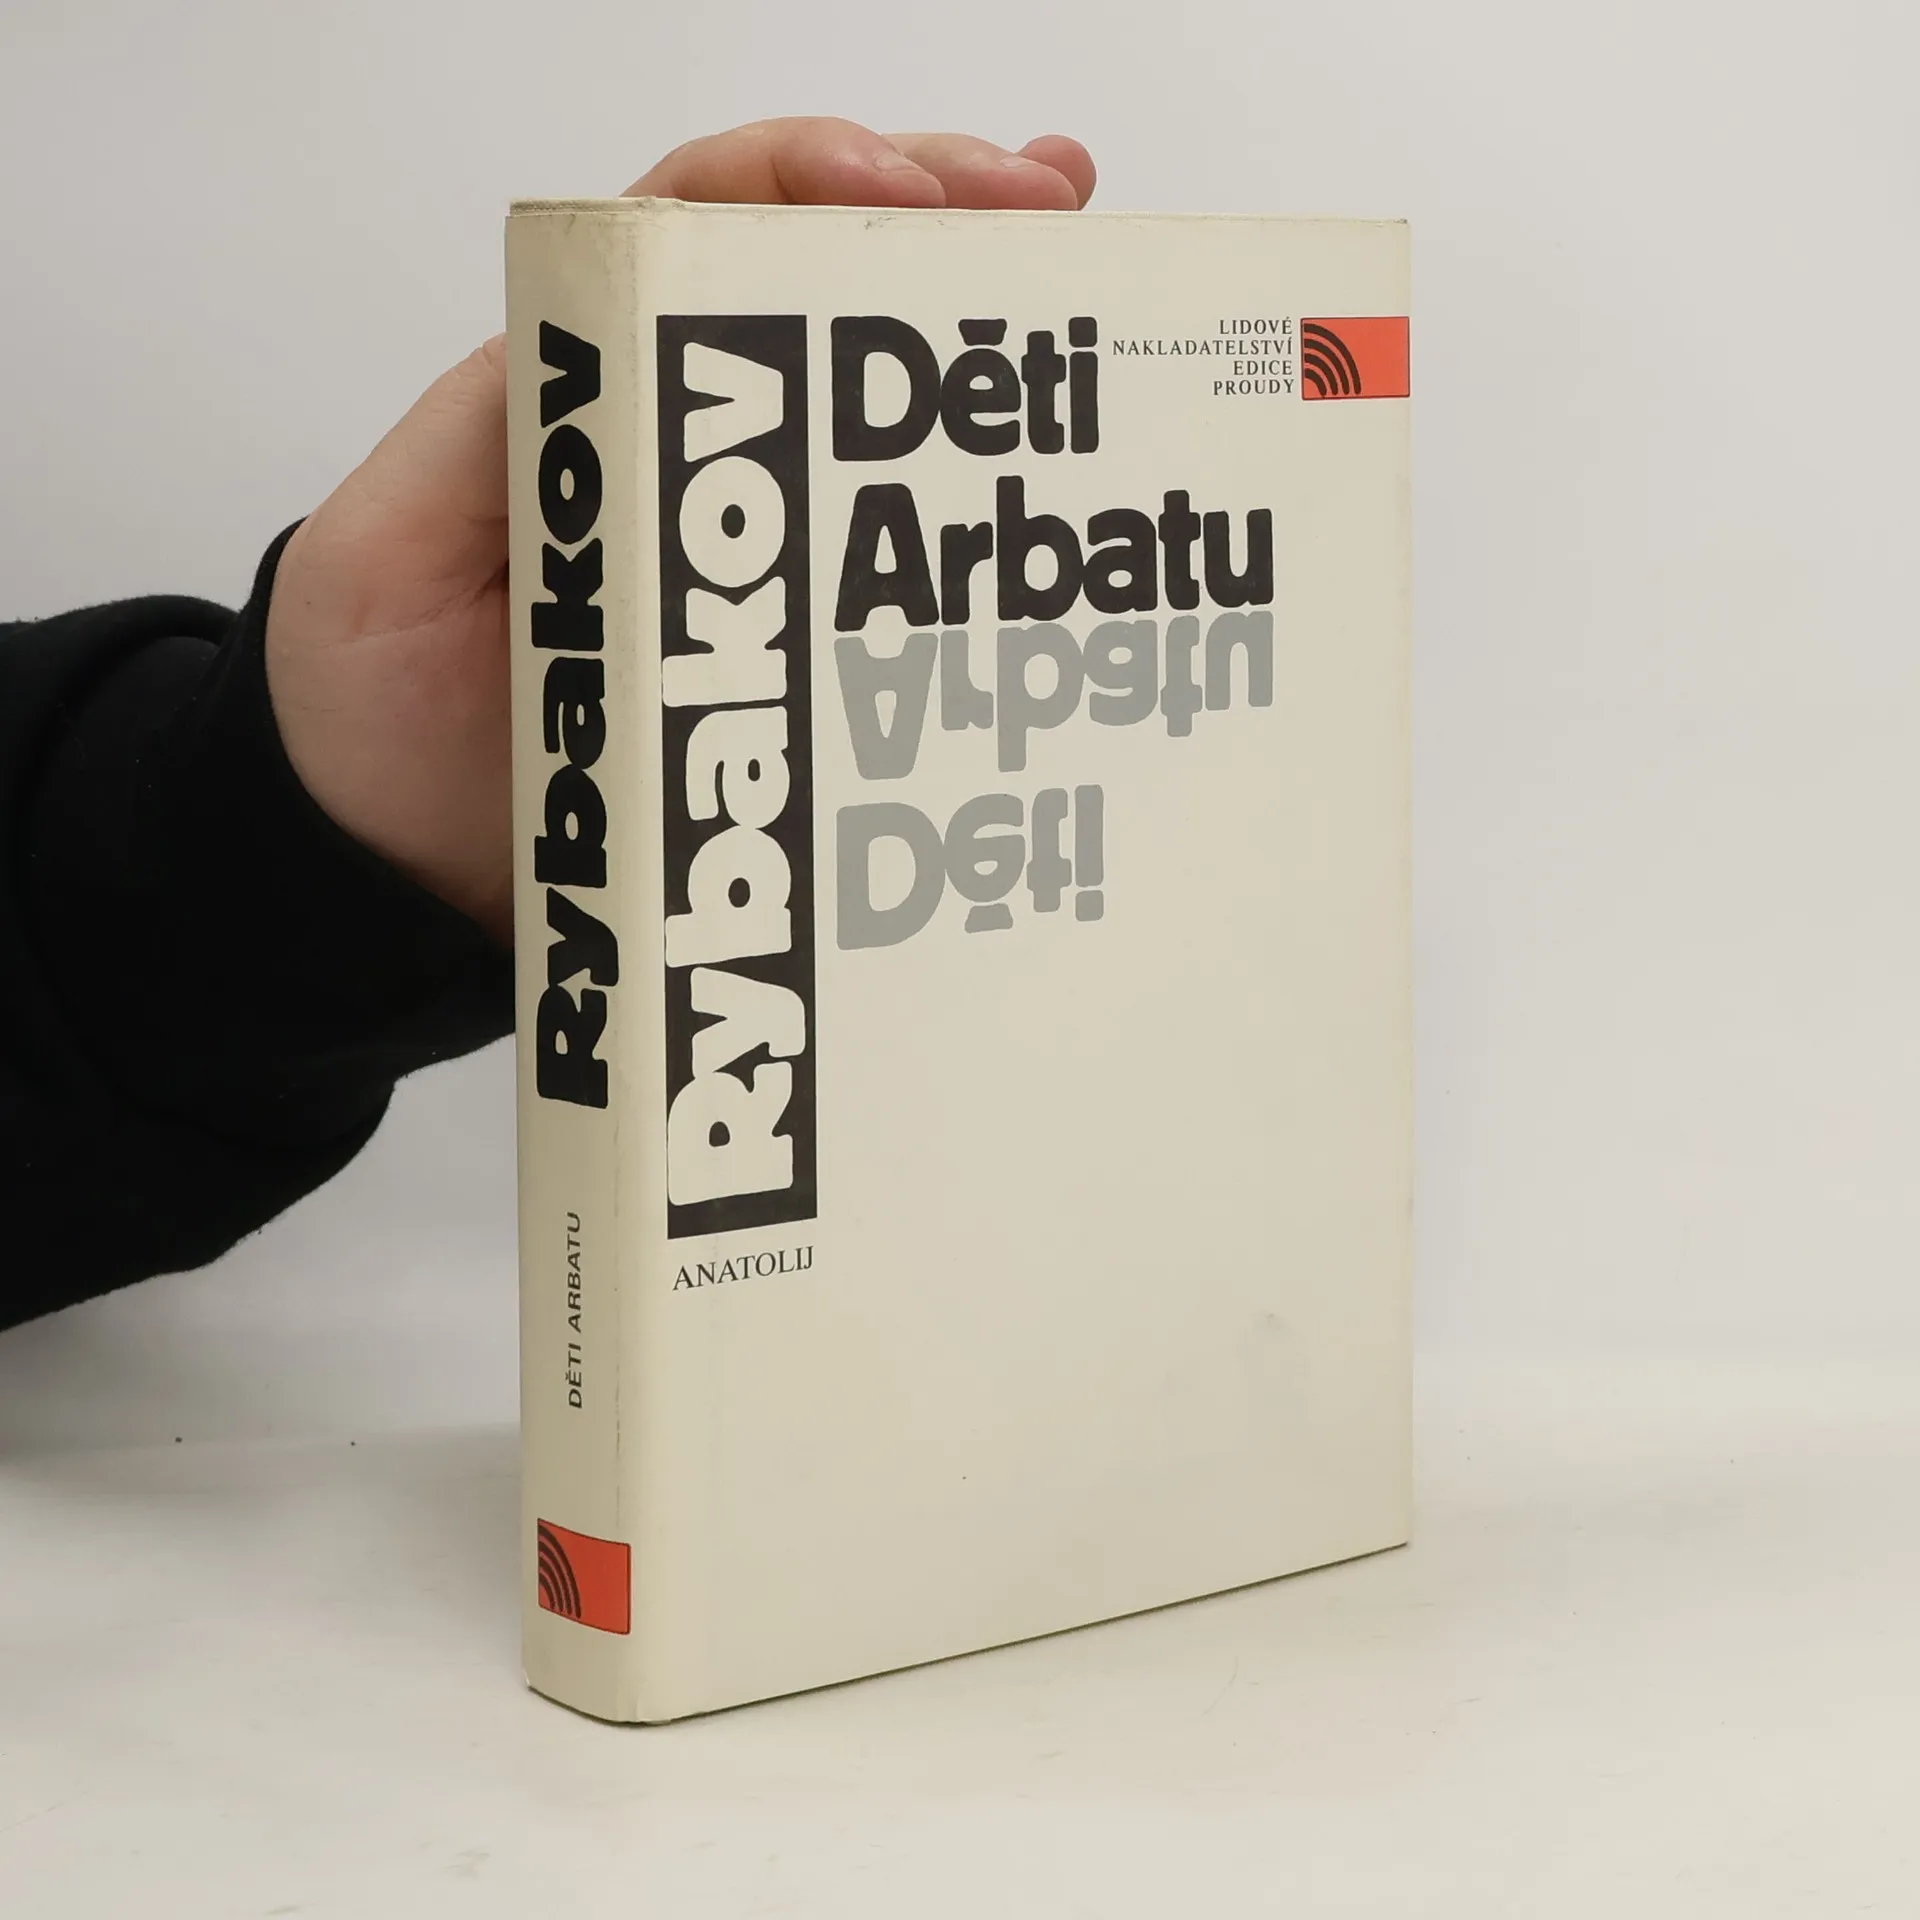 Rybakov
DĚTI ARBATU
Rybakov
ANATOLIJ
Děti
Arbatu
Arbatu
Děti
LIDOVÉ
NAKLADATELSTVÍ
EDICE
PROUDY